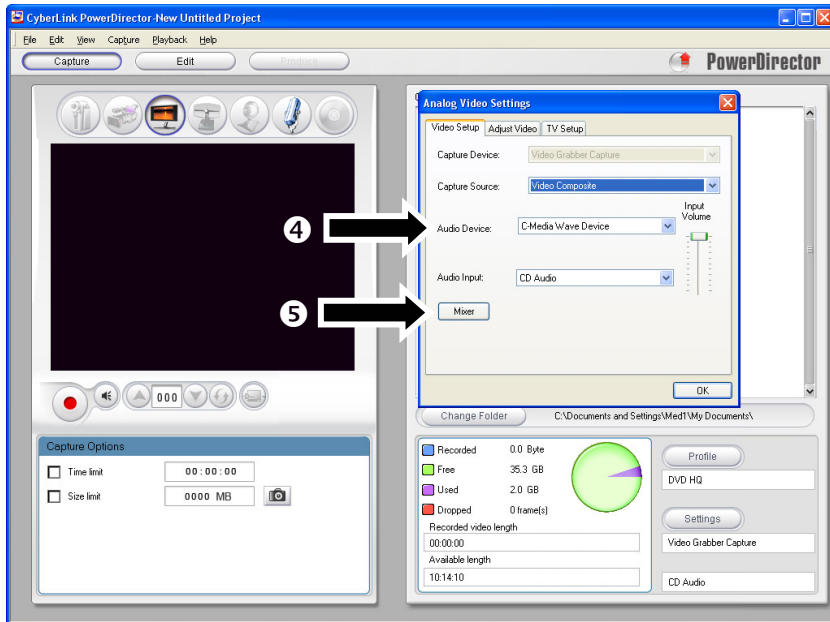 CyberLink PowerDirector-New Untitled Project
File Edit View Capture Playback Help
Capture Edit Produce
PowerDirector
Analog Video Settings
Video Setup Adjust Video TV Setup
Capture Device: Video Grabber Capture
Capture Source: Video Composite
Input
Volume
4
Audio Device: C-Media Wave Device
Audio Input: CD Audio
5
Mixer
OK
000
Change Folder C:\Documents and Settings\Med1\My Documents\
Capture Options
Time limit 00:00:00
Size limit 0000 MB
Recorded 0.0 Byte
Free 35.3 GB
Used 2.0 GB
Dropped 0 frame(s)
Recorded video length
00:00:00
Available length
10:14:10
Profile
DVD HQ
Settings
Video Grabber Capture
CD Audio